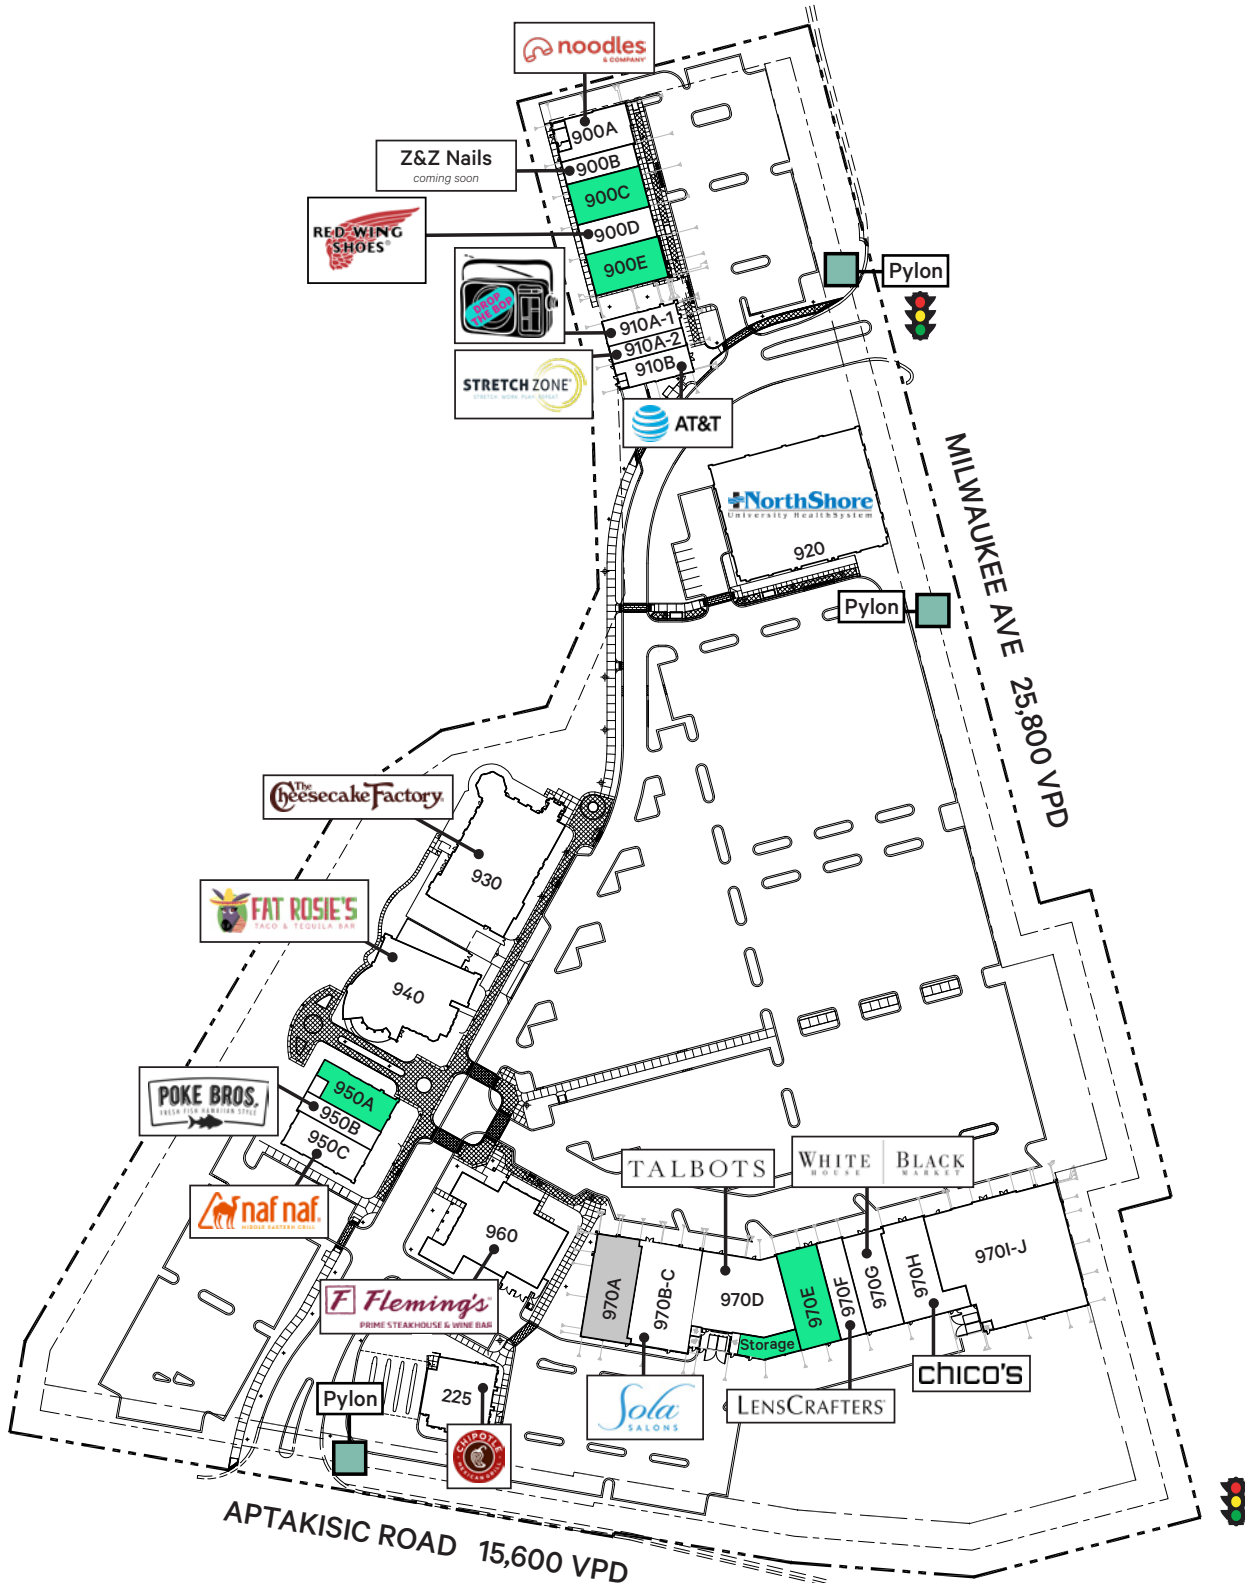 noodles
& COMPANY
900A
Z&Z Nails
coming soon
900B
900C
RED WING
SHOES
900D
900E
Pylon
DROP
THE BOP
910A-1
910A-2
910B
STRETCH ZONE
STRETCH. WORK. PLAY. REPEAT.
AT&T
MILWAUKEE AVE 25,800 VPD
NorthShore
University HealthSystem
920
Pylon
The
Cheesecake Factory
930
FAT ROSIE'S
TACO & TEQUILA BAR
940
POKE BROS.
FRESH FISH HAWAIIAN STYLE
950A
950B
950C
naf naf
MIDDLE EASTERN GRILL
TALBOTS
WHITE HOUSE
BLACK MARKET
960
970A
970B-C
970D
970E
970F
970G
970H
970I-J
Fleming's
PRIME STEAKHOUSE & WINE BAR
Storage
chico's
Pylon
225
CHIPOTLE
MEXICAN GRILL
Sola
SALONS
LENSCRAFTERS
APTAKISIC ROAD 15,600 VPD